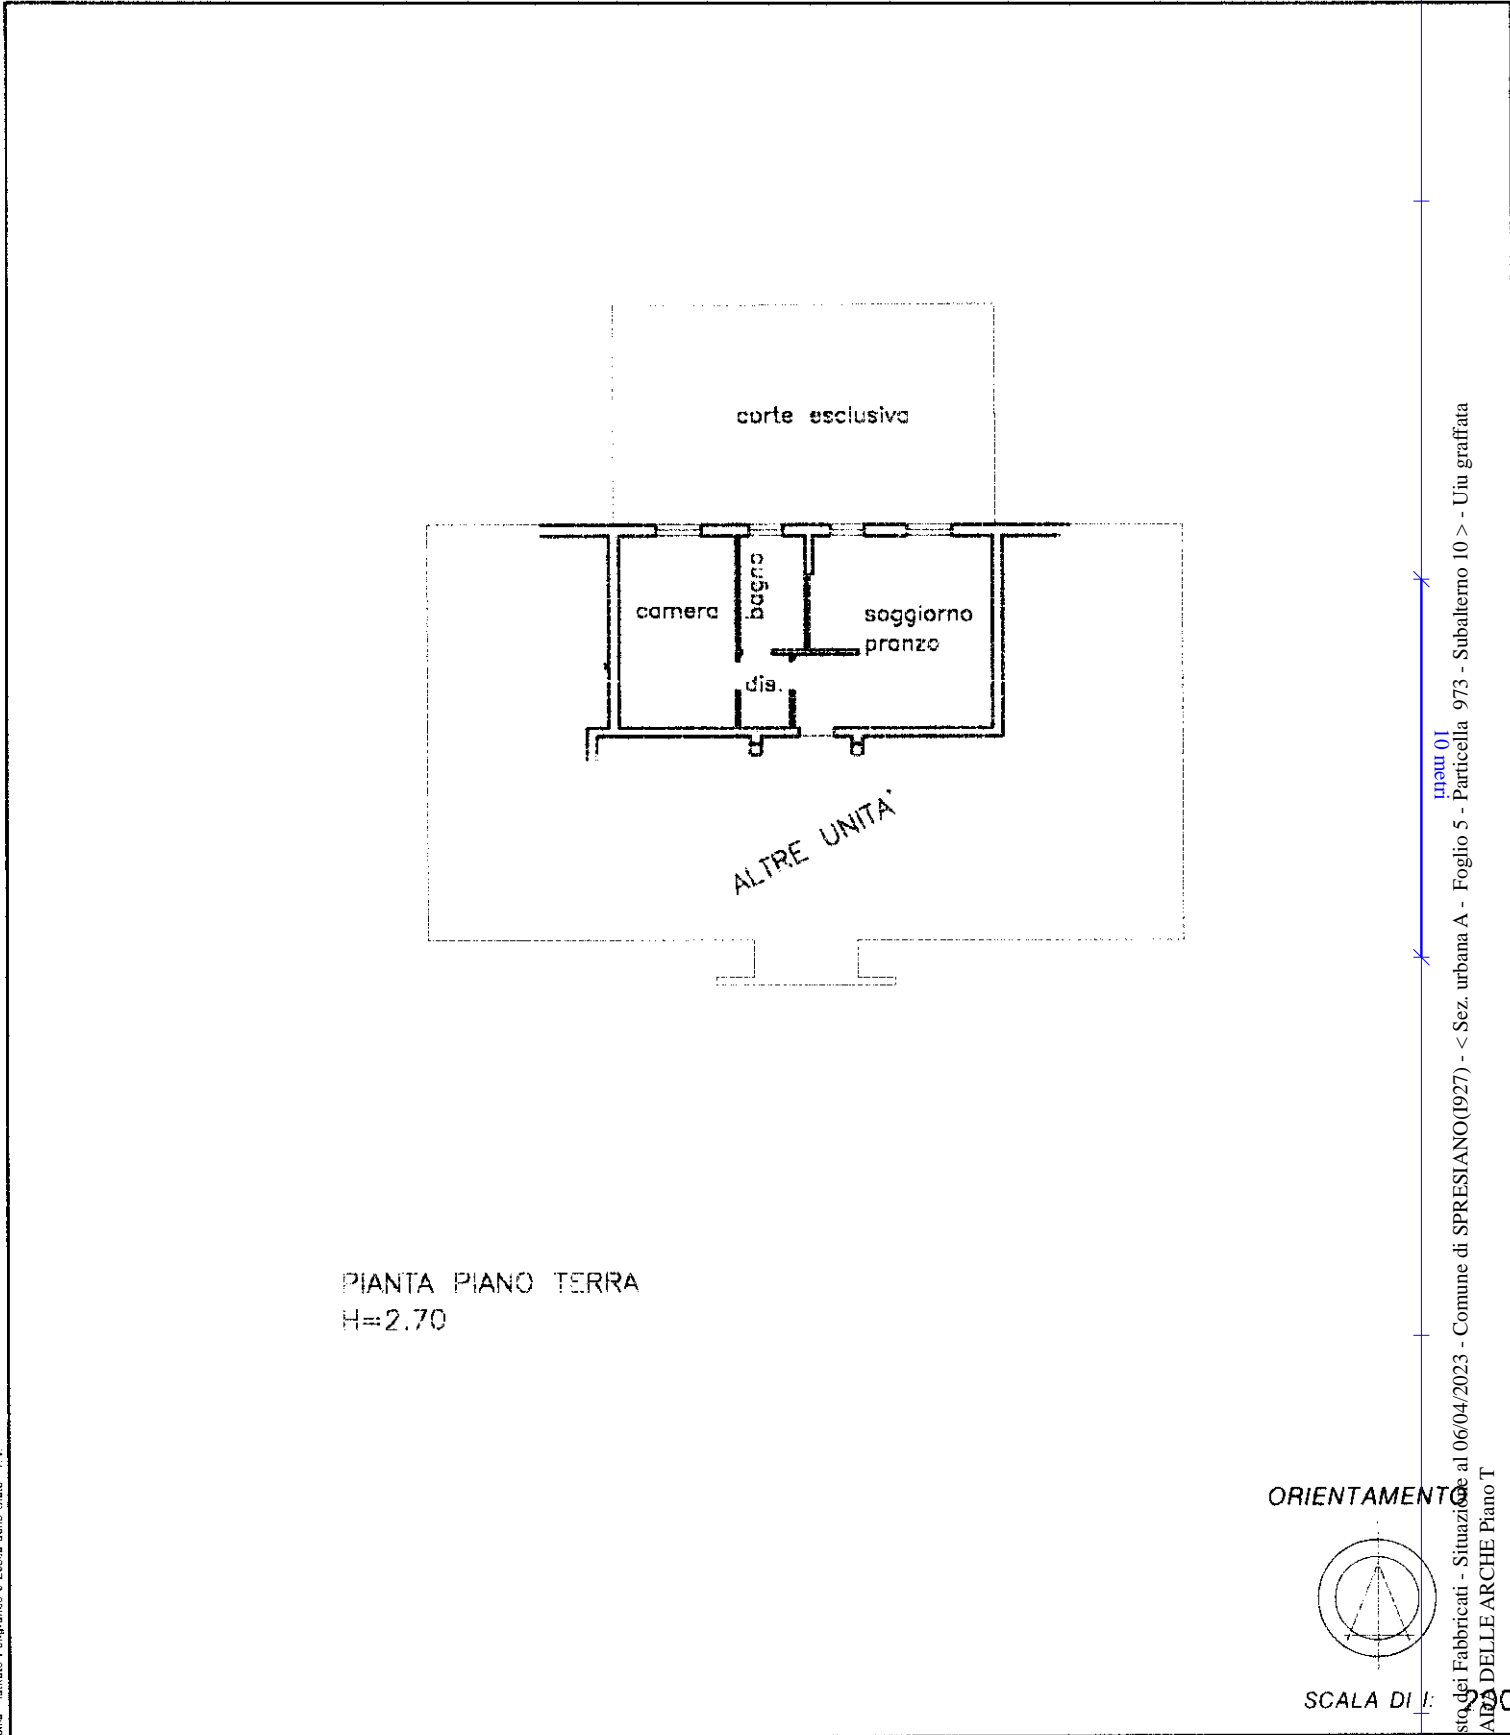 corte esclusiva
camera
bagno
soggiorno
pranzo
dis.
ALTRE UNITA'
PIANTA PIANO TERRA
H=2.70
10 metri
sto dei Fabbricati - Situazione al 06/04/2023 - Comune di SPRESIANO(I927) - < Sez. urbana A - Foglio 5 - Particella 973 - Subalterno 10 > - Uiu graffata
DELLE ARCHE Piano T
ORIENTAMENTO
SCALA DI 1: 200